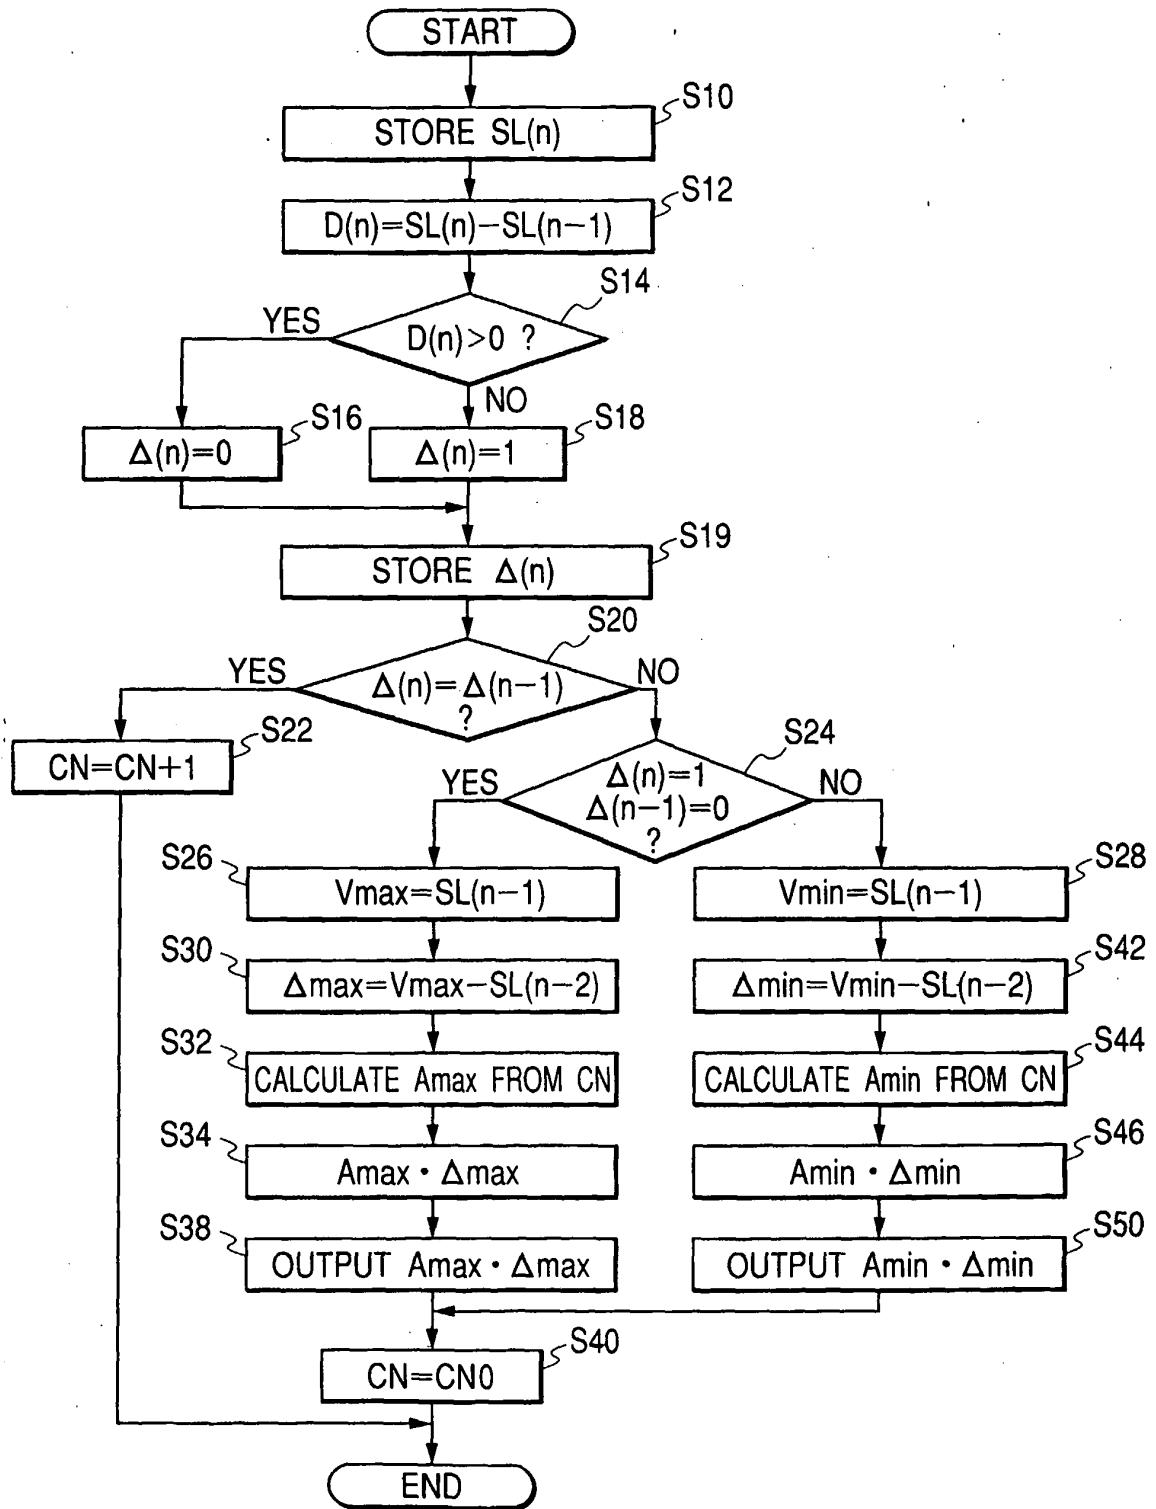 START
S10
STORE SL(n)
S12
D(n)=SL(n)−SL(n−1)
S14
YES
D(n)>0 ?
NO
S16
Δ(n)=0
S18
Δ(n)=1
S19
STORE Δ(n)
S20
YES
Δ(n)=Δ(n−1)
?
NO
S22
CN=CN+1
S24
YES
Δ(n)=1
Δ(n−1)=0
?
NO
S26
Vmax=SL(n−1)
S28
Vmin=SL(n−1)
S30
Δmax=Vmax−SL(n−2)
S42
Δmin=Vmin−SL(n−2)
S32
CALCULATE Amax FROM CN
S44
CALCULATE Amin FROM CN
S34
Amax・Δmax
S46
Amin・Δmin
S38
OUTPUT Amax・Δmax
S50
OUTPUT Amin・Δmin
S40
CN=CN0
END